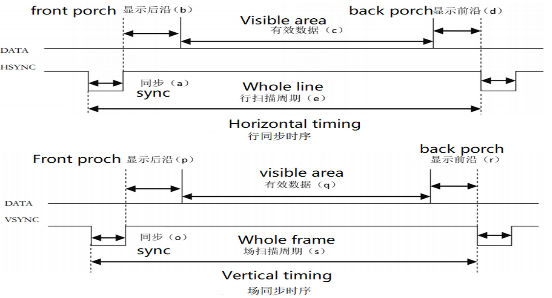 front porch 显示后沿（b） Visible area back porch 显示前沿（d）
有效数据（c）
DATA
HSYNC
同步（a） Whole line
sync 行扫描周期（e）
Horizontal timing
行同步时序
back porch
Front proch 显示后沿（p） visible area 显示前沿（r）
有效数据（q）
DATA
VSYNC
同步（o） Whole frame
sync 场扫描周期（s）
Vertical timing
场同步时序